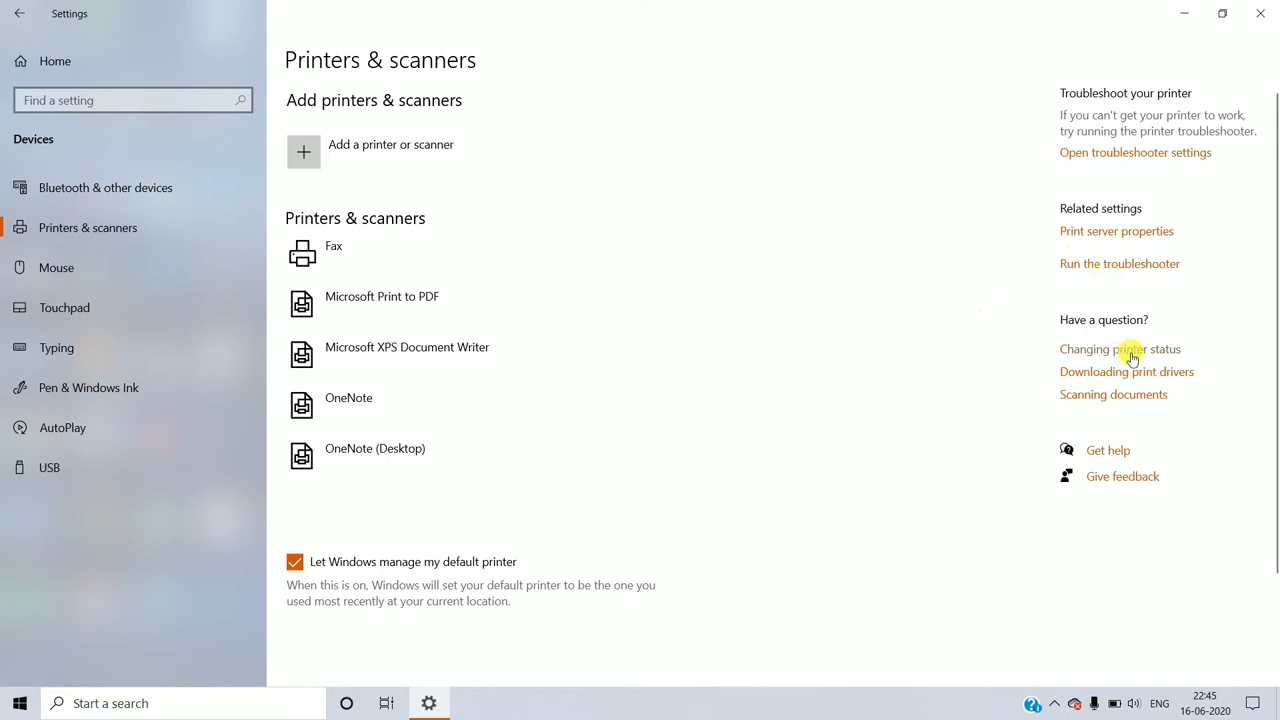 Settings
Home
Find a setting
Devices
Bluetooth & other devices
Printers & scanners
Mouse
Touchpad
Typing
Pen & Windows Ink
AutoPlay
USB
Printers & scanners
Add printers & scanners
Add a printer or scanner
Printers & scanners
Fax
Microsoft Print to PDF
Microsoft XPS Document Writer
OneNote
OneNote (Desktop)
Let Windows manage my default printer
When this is on, Windows will set your default printer to be the one you
used most recently at your current location.
Troubleshoot your printer
If you can't get your printer to work,
try running the printer troubleshooter.
Open troubleshooter settings
Related settings
Print server properties
Run the troubleshooter
Have a question?
Changing printer status
Downloading print drivers
Scanning documents
Get help
Give feedback
Start a search
ENG
22:45
16-06-2020